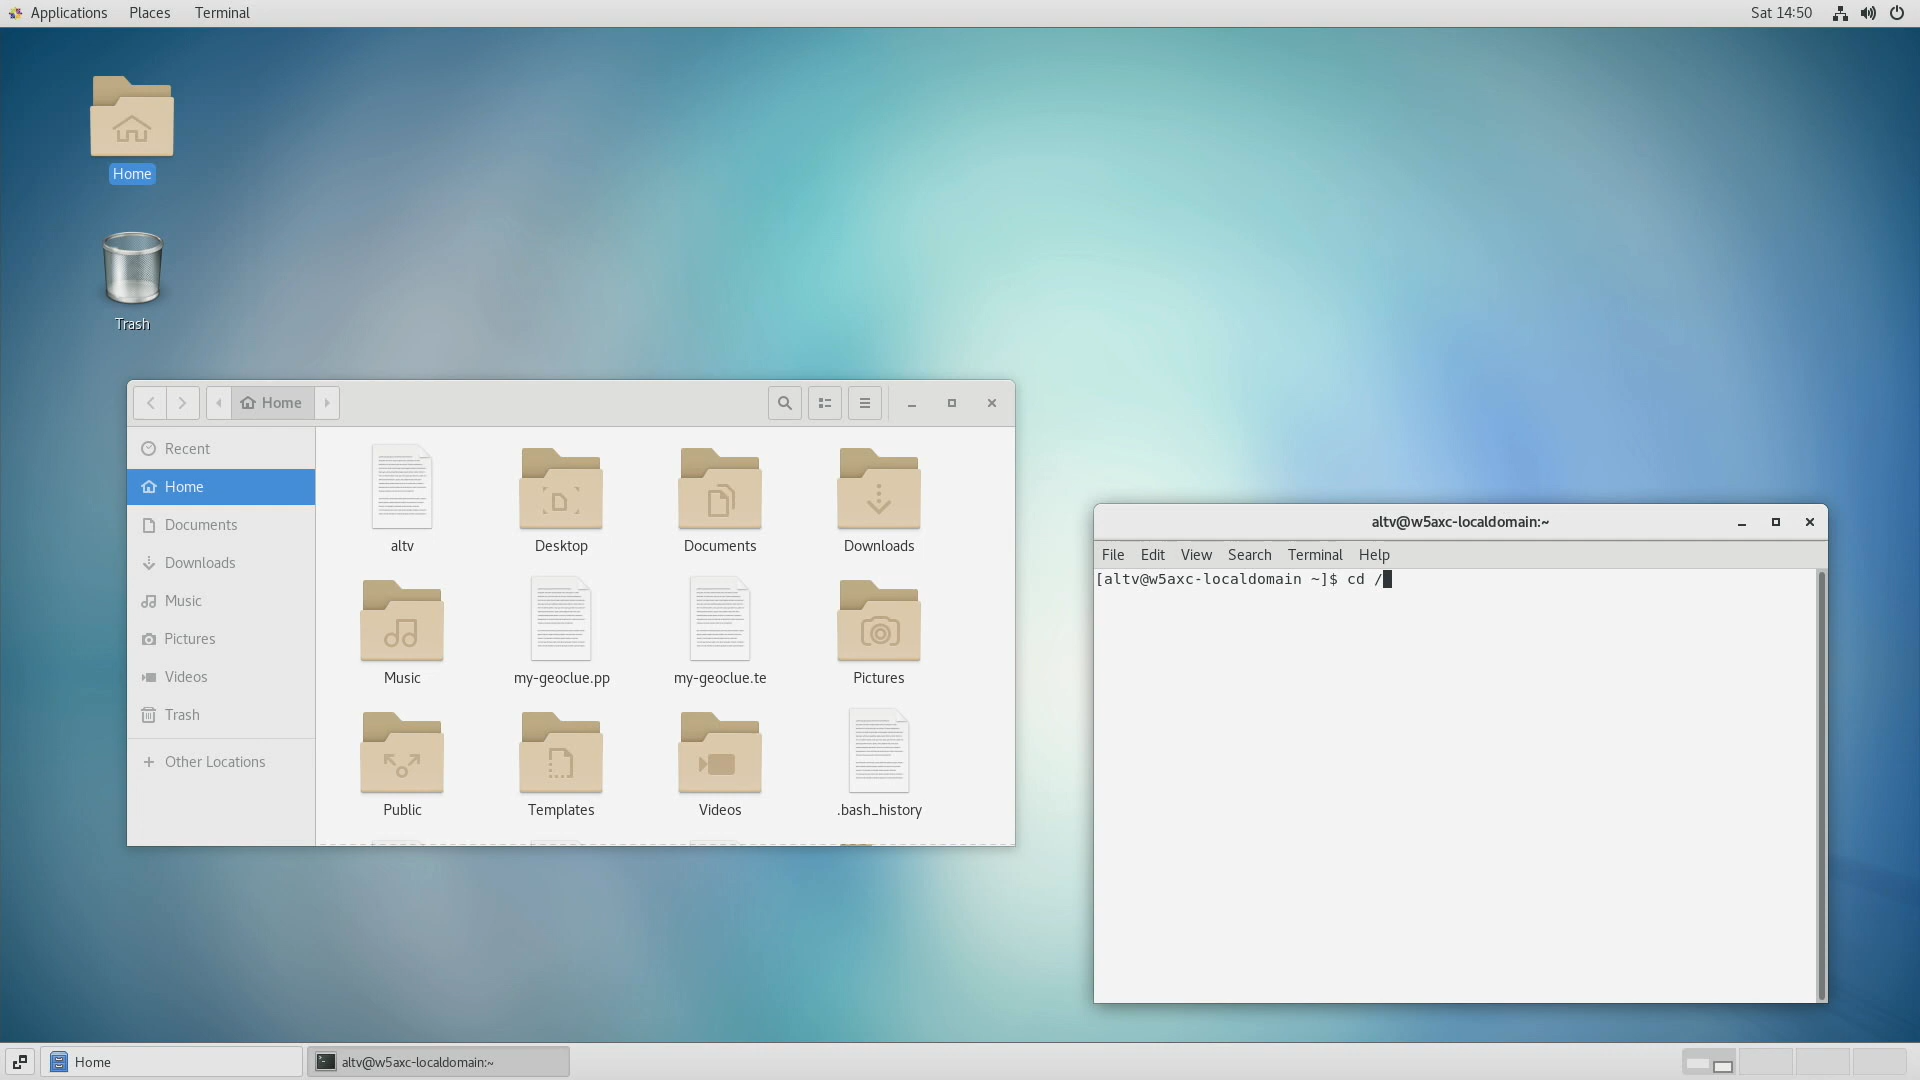 Applications Places Terminal Sat 14:50
Home
Trash
Home
Recent
Home
Documents
Downloads
Music
Pictures
Videos
Trash
Other Locations
altv Desktop Documents Downloads
Music my-geoclue.pp my-geoclue.te Pictures
Public Templates Videos .bash_history
altv@w5axc-localdomain:~
File Edit View Search Terminal Help
[altv@w5axc-localdomain ~]$ cd /
Home altv@w5axc-localdomain:~